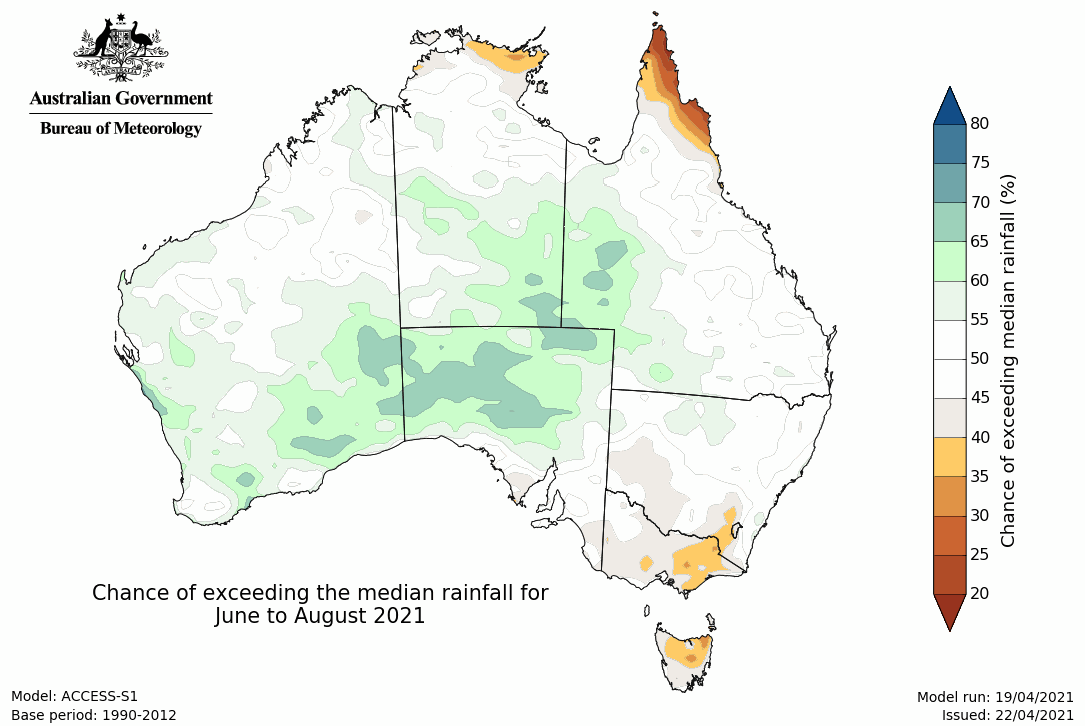 Australian Government
Bureau of Meteorology
80
75
70
65
60
55
50
45
40
35
30
25
20
Chance of exceeding median rainfall (%)
Chance of exceeding the median rainfall for
June to August 2021
Model: ACCESS-S1
Base period: 1990-2012
Model run: 19/04/2021
Issued: 22/04/2021